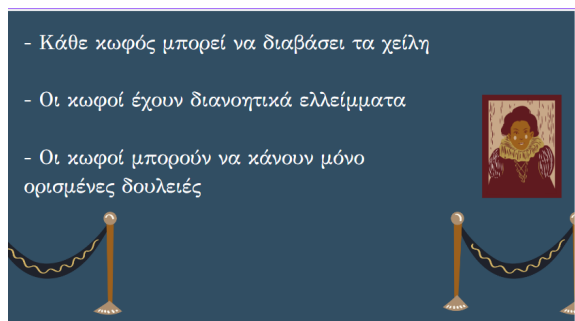 - Κάθε κωφός μπορεί να διαβάσει τα χείλη
- Οι κωφοί έχουν διανοητικά ελλείμματα
- Οι κωφοί μπορούν να κάνουν μόνο
ορισμένες δουλειές